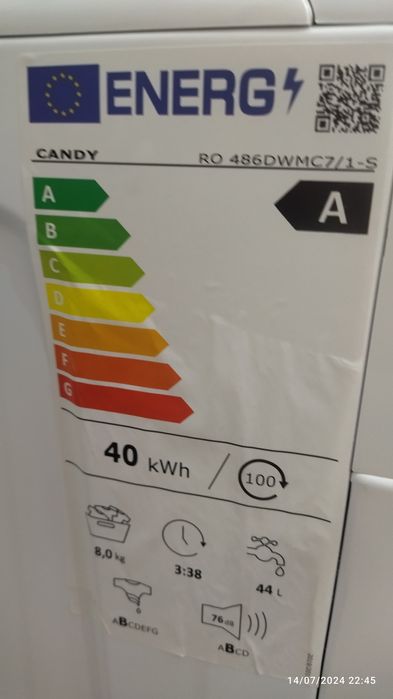 ENERG
CANDY RO 486DWMC7/1-S
A
A
B
C
D
E
F
G
40 kWh / 100
8,0 kg
3:38
44 L
ABCDEFG
76 dB
ABCD
14/07/2024 22:45